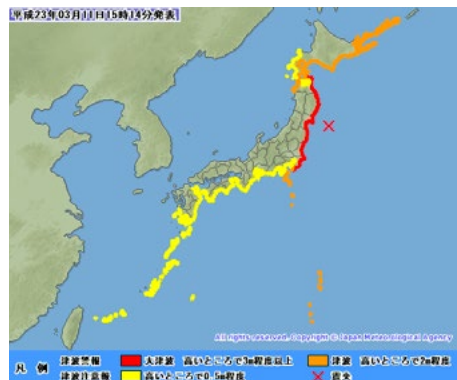 平成23年03月11日15時14分発表
All rights reserved. Copyright © Japan Meteorological Agency
凡 例 津波警報 大津波 高いところで3m程度以上 津波 高いところで2m程度
津波注意報 高いところで0.5m程度 × 震央